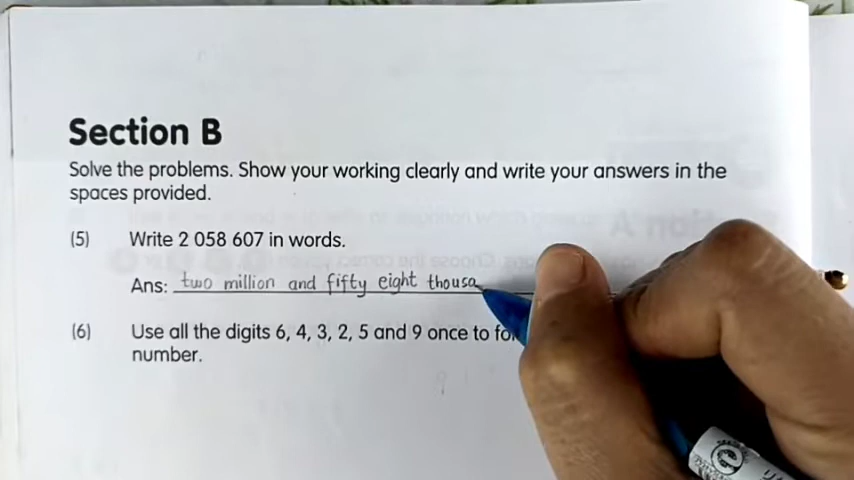 Section B
Solve the problems. Show your working clearly and write your answers in the
spaces provided.
(5) Write 2 058 607 in words.
Ans: two million and fifty eight thousa
(6) Use all the digits 6, 4, 3, 2, 5 and 9 once to
number.